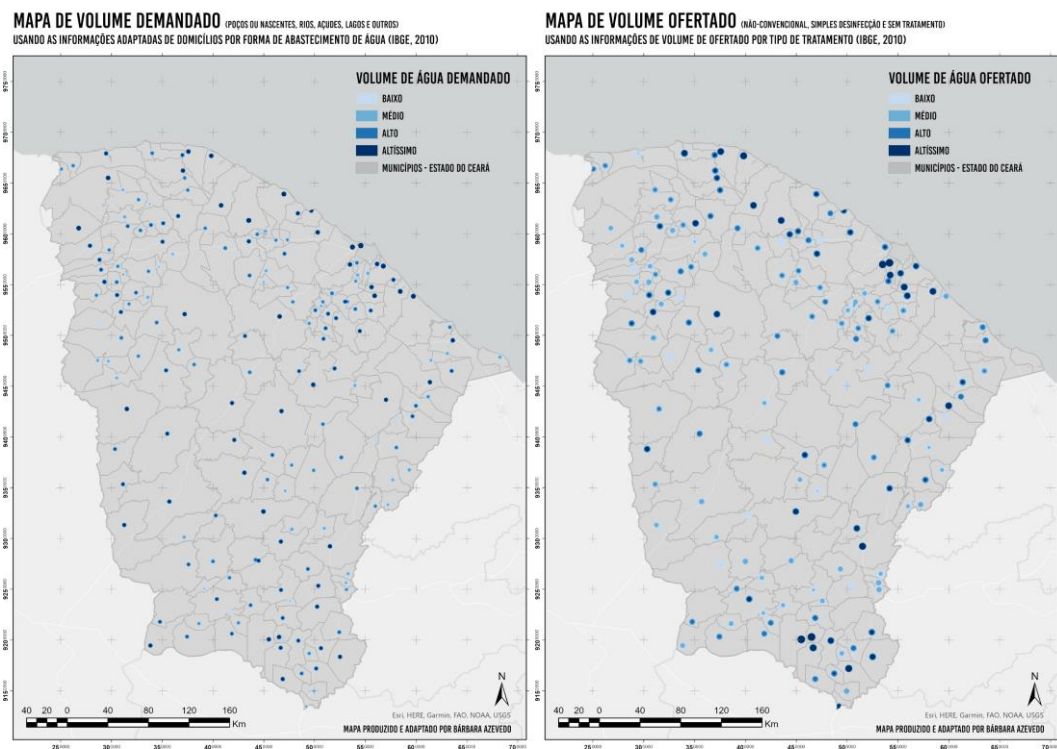 MAPA DE VOLUME DEMANDADO (POÇOS OU NASCENTES, RIOS, AÇUDES, LAGOS E OUTROS)
USANDO AS INFORMAÇÕES ADAPTADAS DE DOMICÍLIOS POR FORMA DE ABASTECIMENTO DE ÁGUA (IBGE, 2010)
VOLUME DE ÁGUA DEMANDADO
BAIXO
MÉDIO
ALTO
ALTÍSSIMO
MUNICÍPIOS - ESTADO DO CEARÁ
N
40 20 0 40 80 120 160
Km
Esri, HERE, Garmin, FAO, NOAA, USGS
MAPA PRODUZIDO E ADAPTADO POR BÁRBARA AZEVEDO
MAPA DE VOLUME OFERTADO (NÃO-CONVENCIONAL, SIMPLES DESINFECÇÃO E SEM TRATAMENTO)
USANDO AS INFORMAÇÕES DE VOLUME DE OFERTADO POR TIPO DE TRATAMENTO (IBGE, 2010)
VOLUME DE ÁGUA OFERTADO
BAIXO
MÉDIO
ALTO
ALTÍSSIMO
MUNICÍPIOS - ESTADO DO CEARÁ
N
40 20 0 40 80 120 160
Km
Esri, HERE, Garmin, FAO, NOAA, USGS
MAPA PRODUZIDO E ADAPTADO POR BÁRBARA AZEVEDO